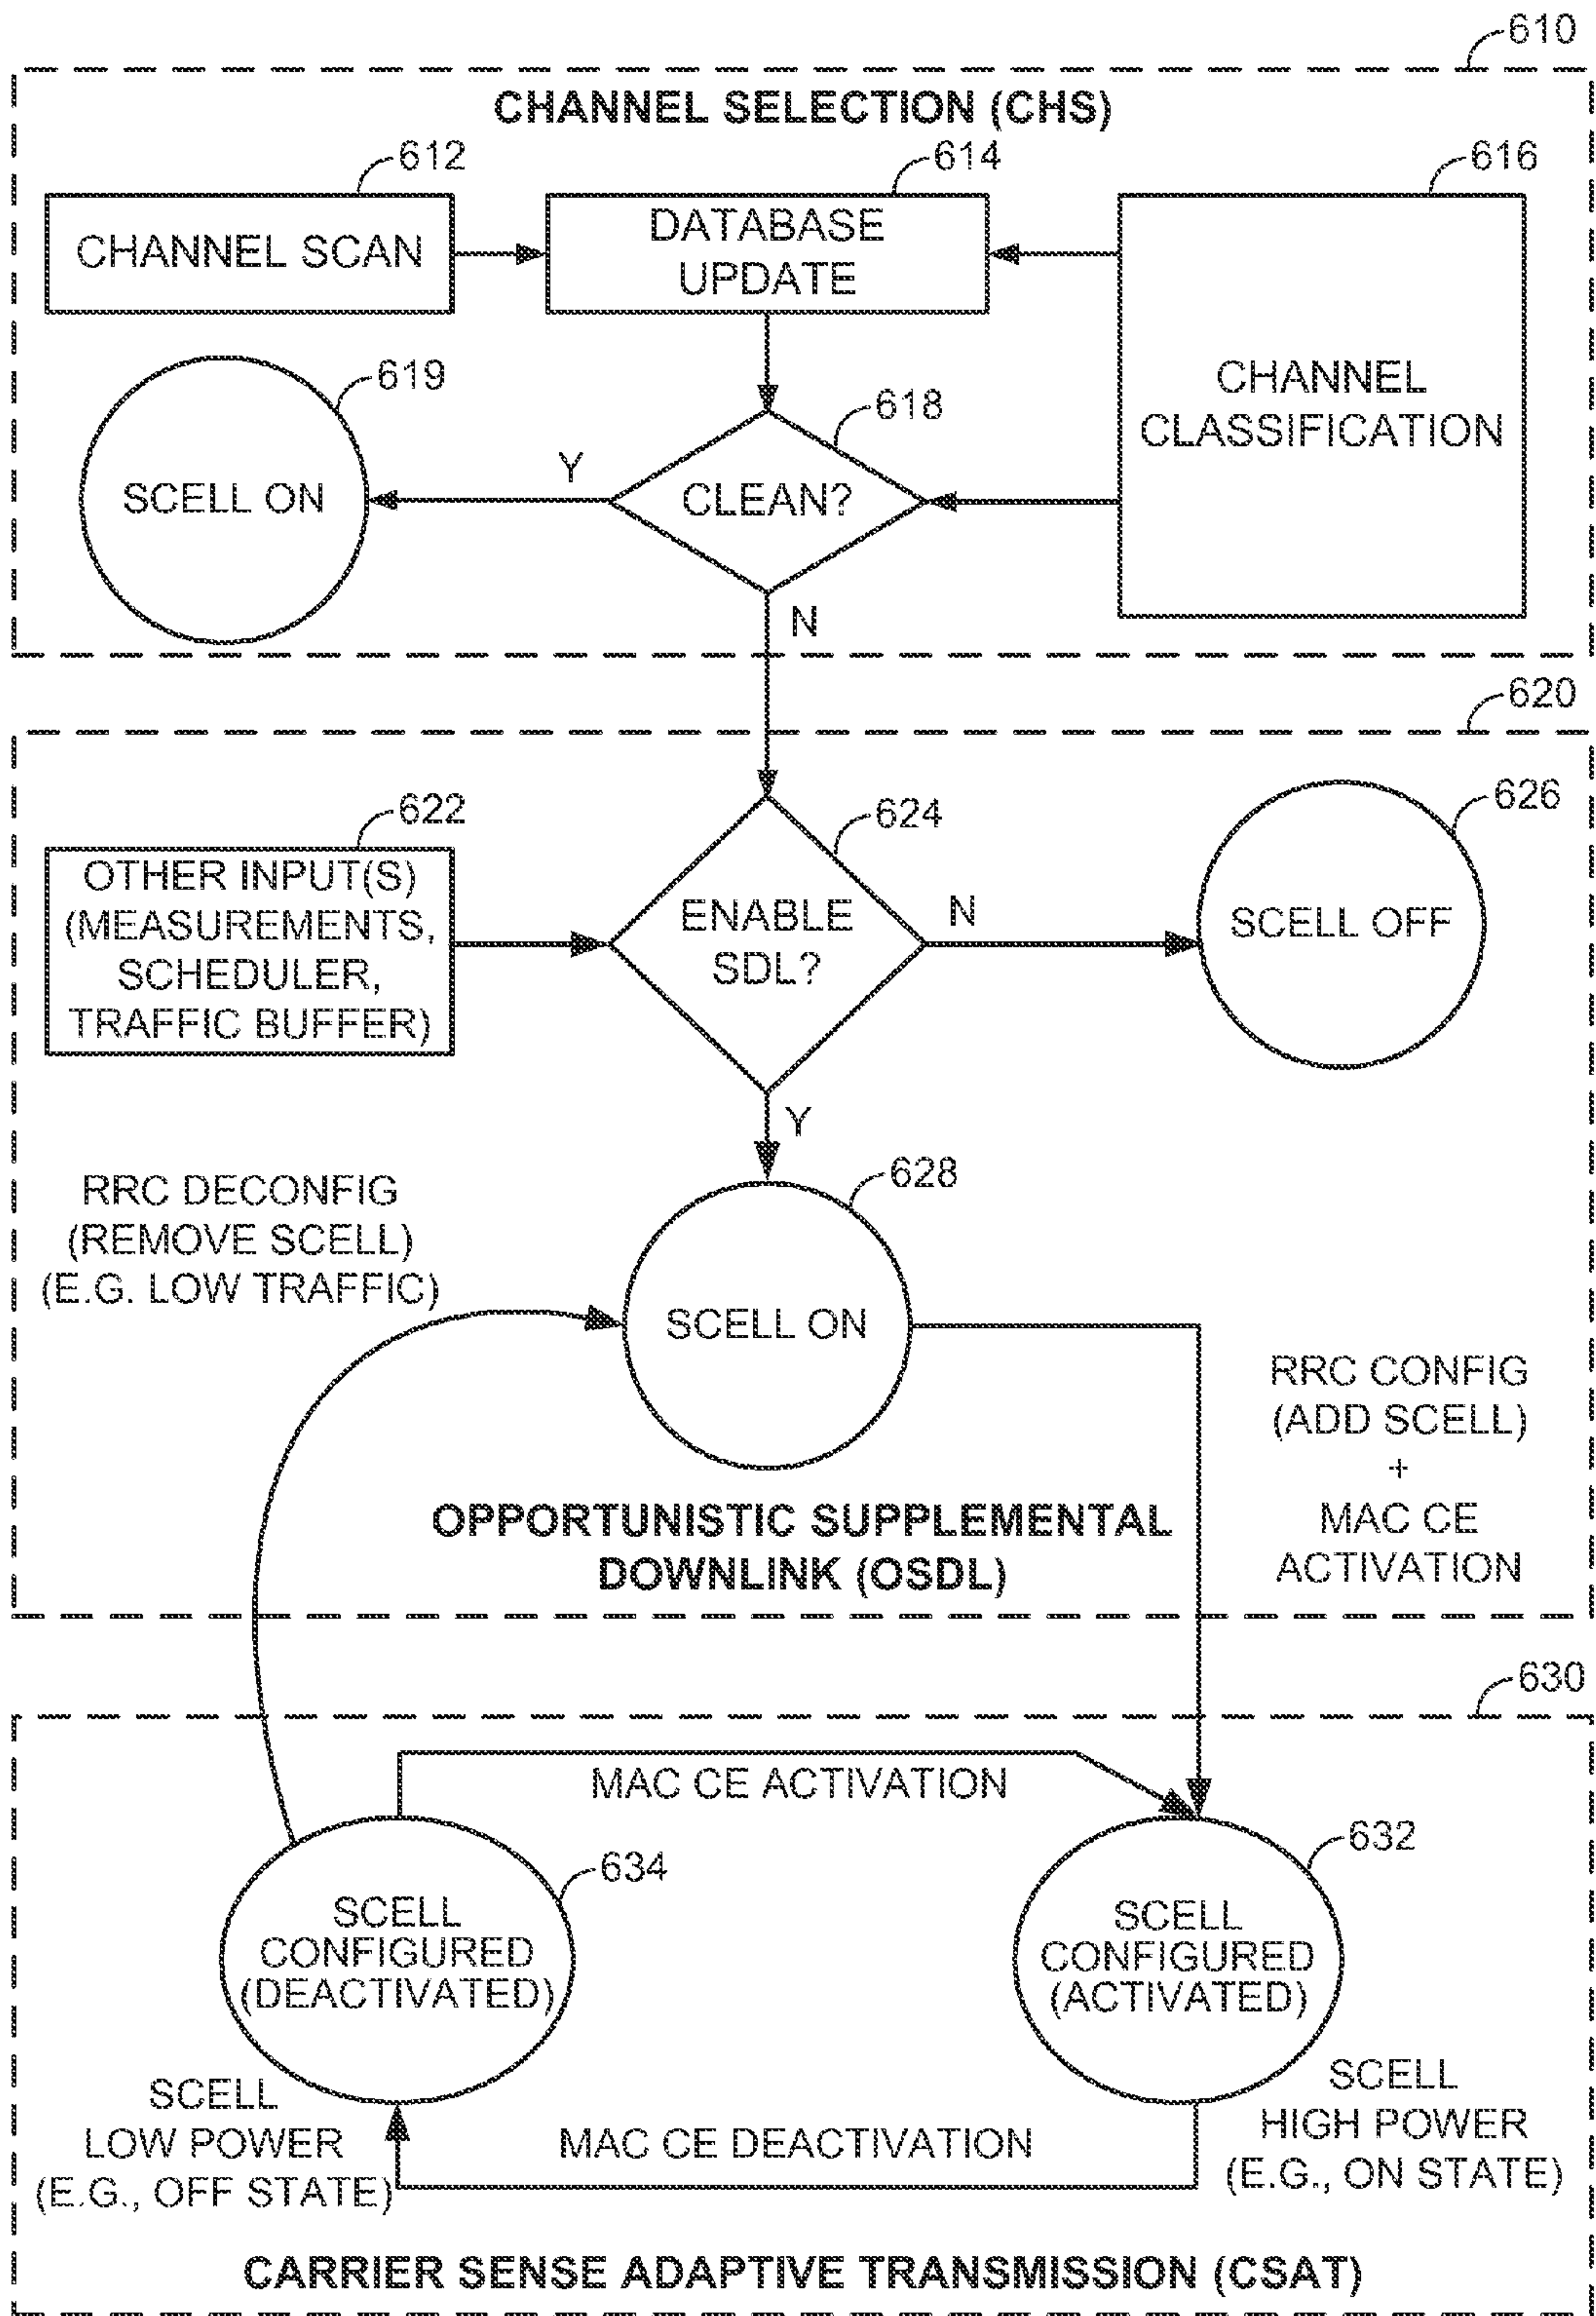 610
CHANNEL SELECTION (CHS)
612
614
616
CHANNEL SCAN
DATABASE
UPDATE
CHANNEL
CLASSIFICATION
619
618
SCELL ON
Y
CLEAN?
N
620
622
624
626
OTHER INPUT(S)
(MEASUREMENTS,
SCHEDULER,
TRAFFIC BUFFER)
ENABLE
SDL?
N
SCELL OFF
Y
628
RRC DECONFIG
(REMOVE SCELL)
(E.G. LOW TRAFFIC)
SCELL ON
RRC CONFIG
(ADD SCELL)
+
MAC CE
ACTIVATION
OPPORTUNISTIC SUPPLEMENTAL
DOWNLINK (OSDL)
630
MAC CE ACTIVATION
634
632
SCELL
CONFIGURED
(DEACTIVATED)
SCELL
CONFIGURED
(ACTIVATED)
SCELL
LOW POWER
(E.G., OFF STATE)
MAC CE DEACTIVATION
SCELL
HIGH POWER
(E.G., ON STATE)
CARRIER SENSE ADAPTIVE TRANSMISSION (CSAT)